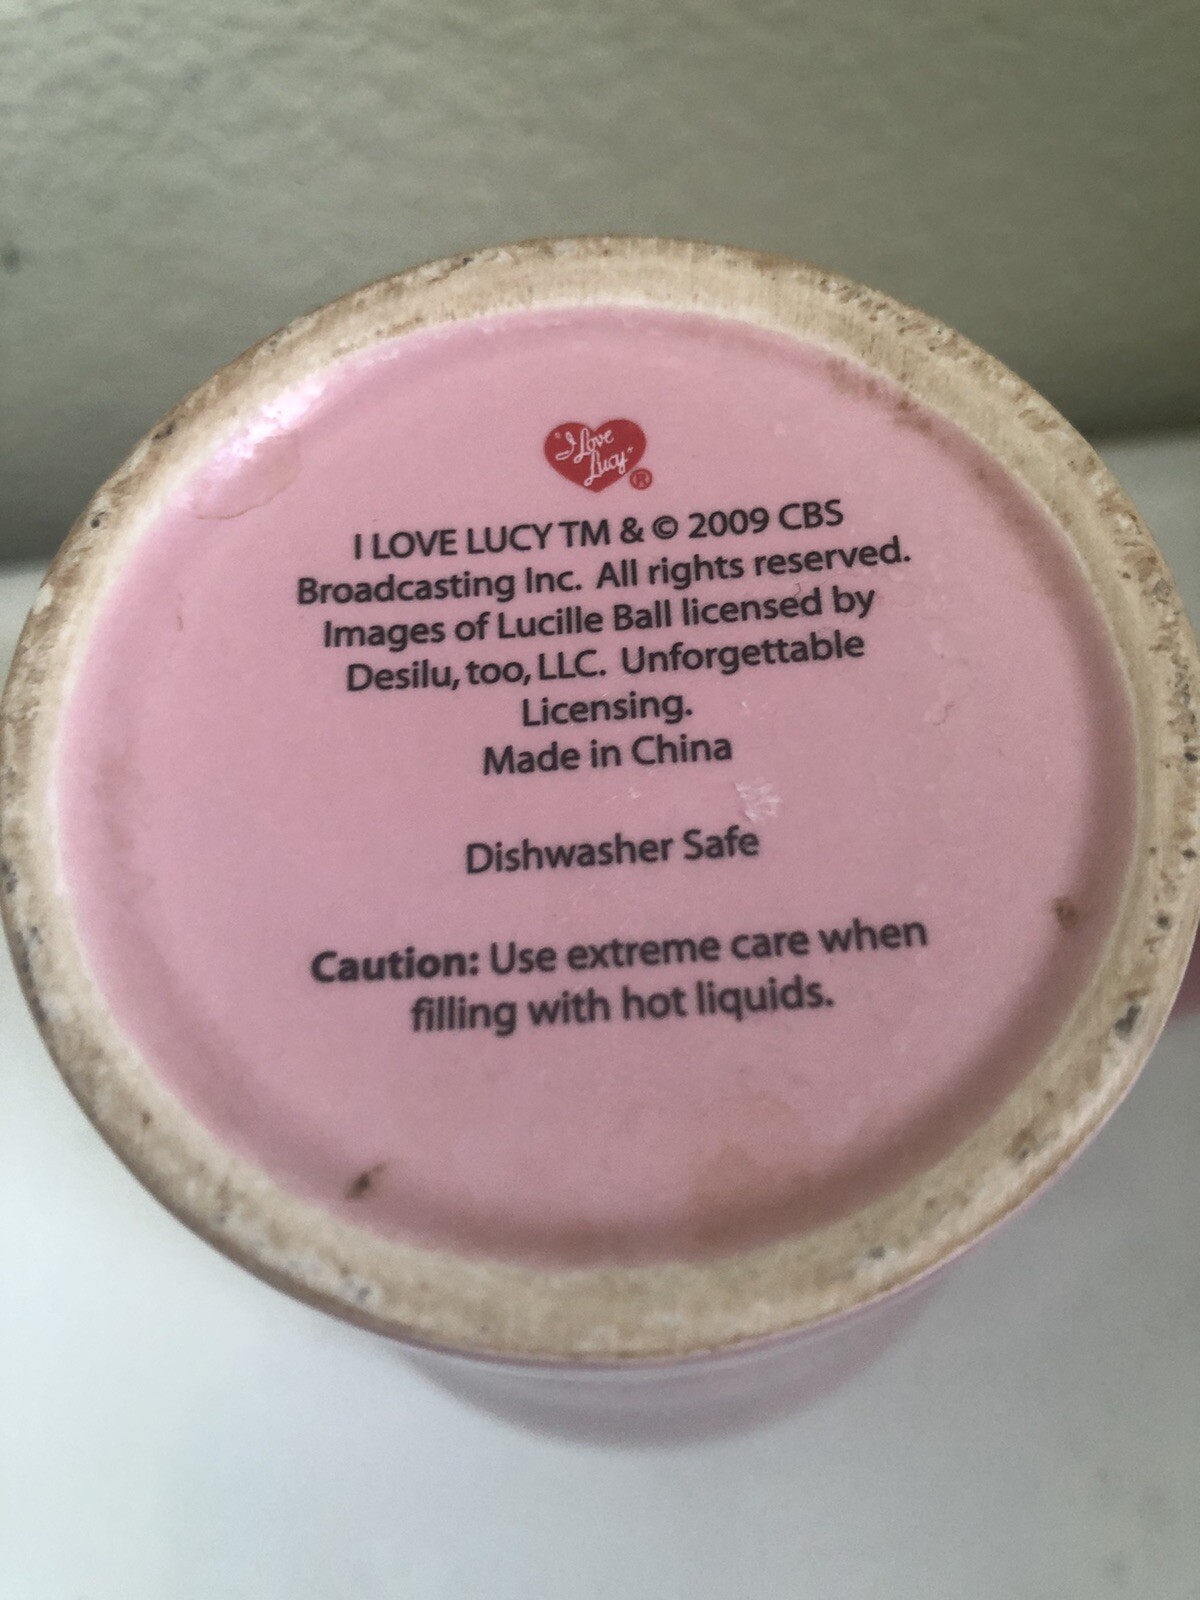 "I Love
Lucy"®
I LOVE LUCY TM & © 2009 CBS
Broadcasting Inc. All rights reserved.
Images of Lucille Ball licensed by
Desilu, too, LLC. Unforgettable
Licensing.
Made in China
Dishwasher Safe
Caution: Use extreme care when
filling with hot liquids.